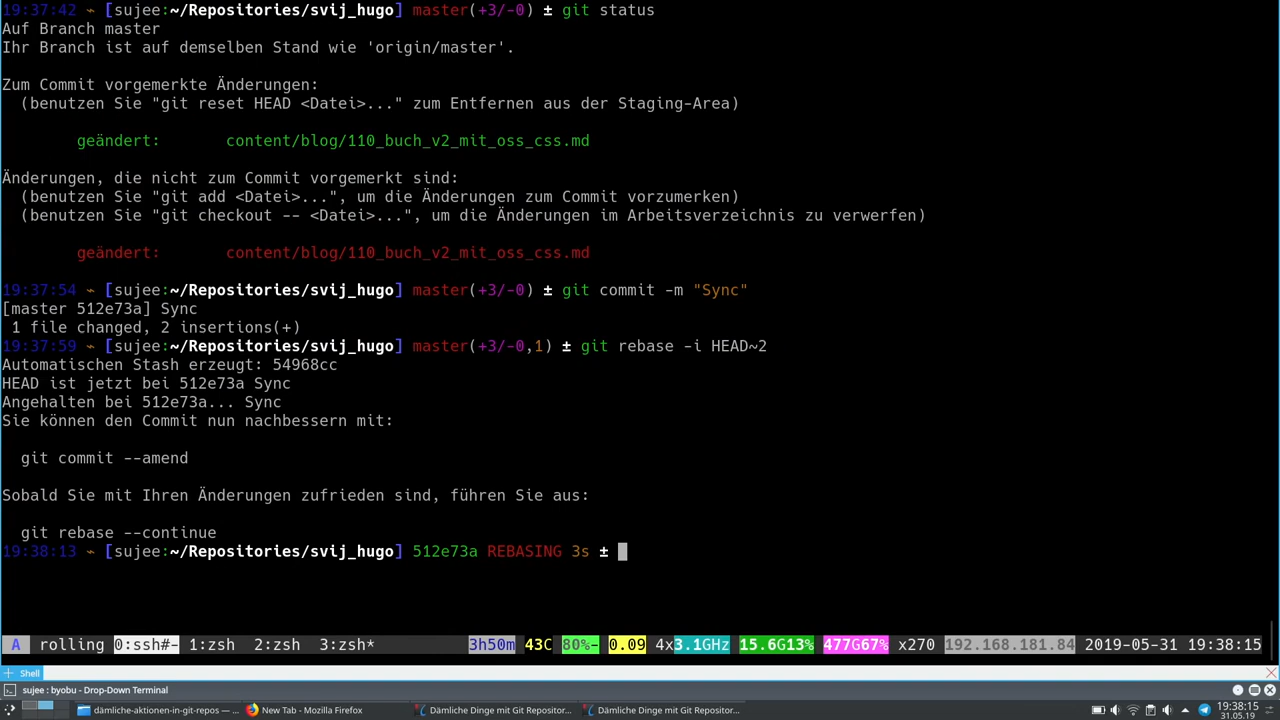 19:37:42 ~ [sujee:~/Repositories/svij_hugo] master(+3/-0) ± git status
Auf Branch master
Ihr Branch ist auf demselben Stand wie 'origin/master'.
Zum Commit vorgemerkte Änderungen:
(benutzen Sie "git reset HEAD <Datei>..." zum Entfernen aus der Staging-Area)
geändert: content/blog/110_buch_v2_mit_oss_css.md
Änderungen, die nicht zum Commit vorgemerkt sind:
(benutzen Sie "git add <Datei>...", um die Änderungen zum Commit vorzumerken)
(benutzen Sie "git checkout -- <Datei>...", um die Änderungen im Arbeitsverzeichnis zu verwerfen)
geändert: content/blog/110_buch_v2_mit_oss_css.md
19:37:54 ~ [sujee:~/Repositories/svij_hugo] master(+3/-0) ± git commit -m "Sync"
[master 512e73a] Sync
1 file changed, 2 insertions(+)
19:37:59 ~ [sujee:~/Repositories/svij_hugo] master(+3/-0,1) ± git rebase -i HEAD~2
Automatischen Stash erzeugt: 54968cc
HEAD ist jetzt bei 512e73a Sync
Angehalten bei 512e73a... Sync
Sie können den Commit nun nachbessern mit:
git commit --amend
Sobald Sie mit Ihren Änderungen zufrieden sind, führen Sie aus:
git rebase --continue
19:38:13 ~ [sujee:~/Repositories/svij_hugo] 512e73a REBASING 3s ±
A rolling 0:ssh#- 1:zsh 2:zsh 3:zsh* 3h50m 43C 80%- 0.09 4x3.1GHz 15.6G13% 477G67% x270 192.168.181.84 2019-05-31 19:38:15
Shell
sujee : byobu - Drop-Down Terminal
dämliche-aktionen-in-git-repos — ... New Tab - Mozilla Firefox Dämliche Dinge mit Git Repositor... Dämliche Dinge mit Git Repositor... 19:38:15
31.05.19